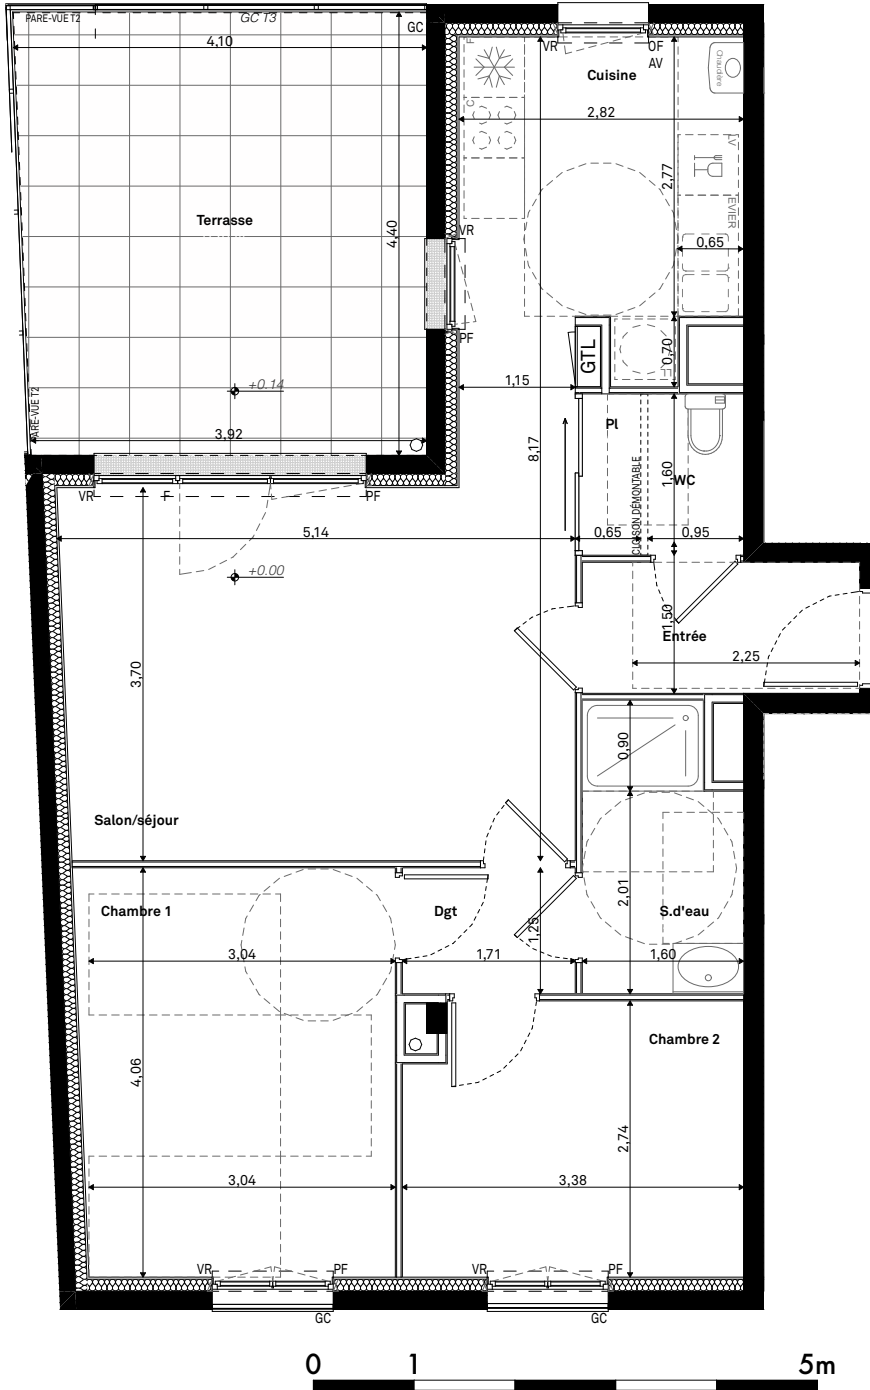 PARE-VUE T2
GC T3
GC
4,10
VR
OF
AV
F
Cuisine
Chaudière
C
2,82
LV
2,77
EVIER
Terrasse
4,40
VR
0,65
PF
GTL
0,70
LL
+0.14
1,15
PARE-VUE T2
3,92
Pl
8,17
1,60
WC
CLOISON DÉMONTABLE
VR
F
PF
5,14
0,65
0,95
+0.00
1,50
Entrée
2,25
3,70
0,90
Salon/séjour
2,01
Chambre 1
Dgt
S.d'eau
1,25
3,04
1,71
1,60
Chambre 2
4,06
2,74
3,04
3,38
VR
PF
VR
PF
GC
GC
0
1
5m